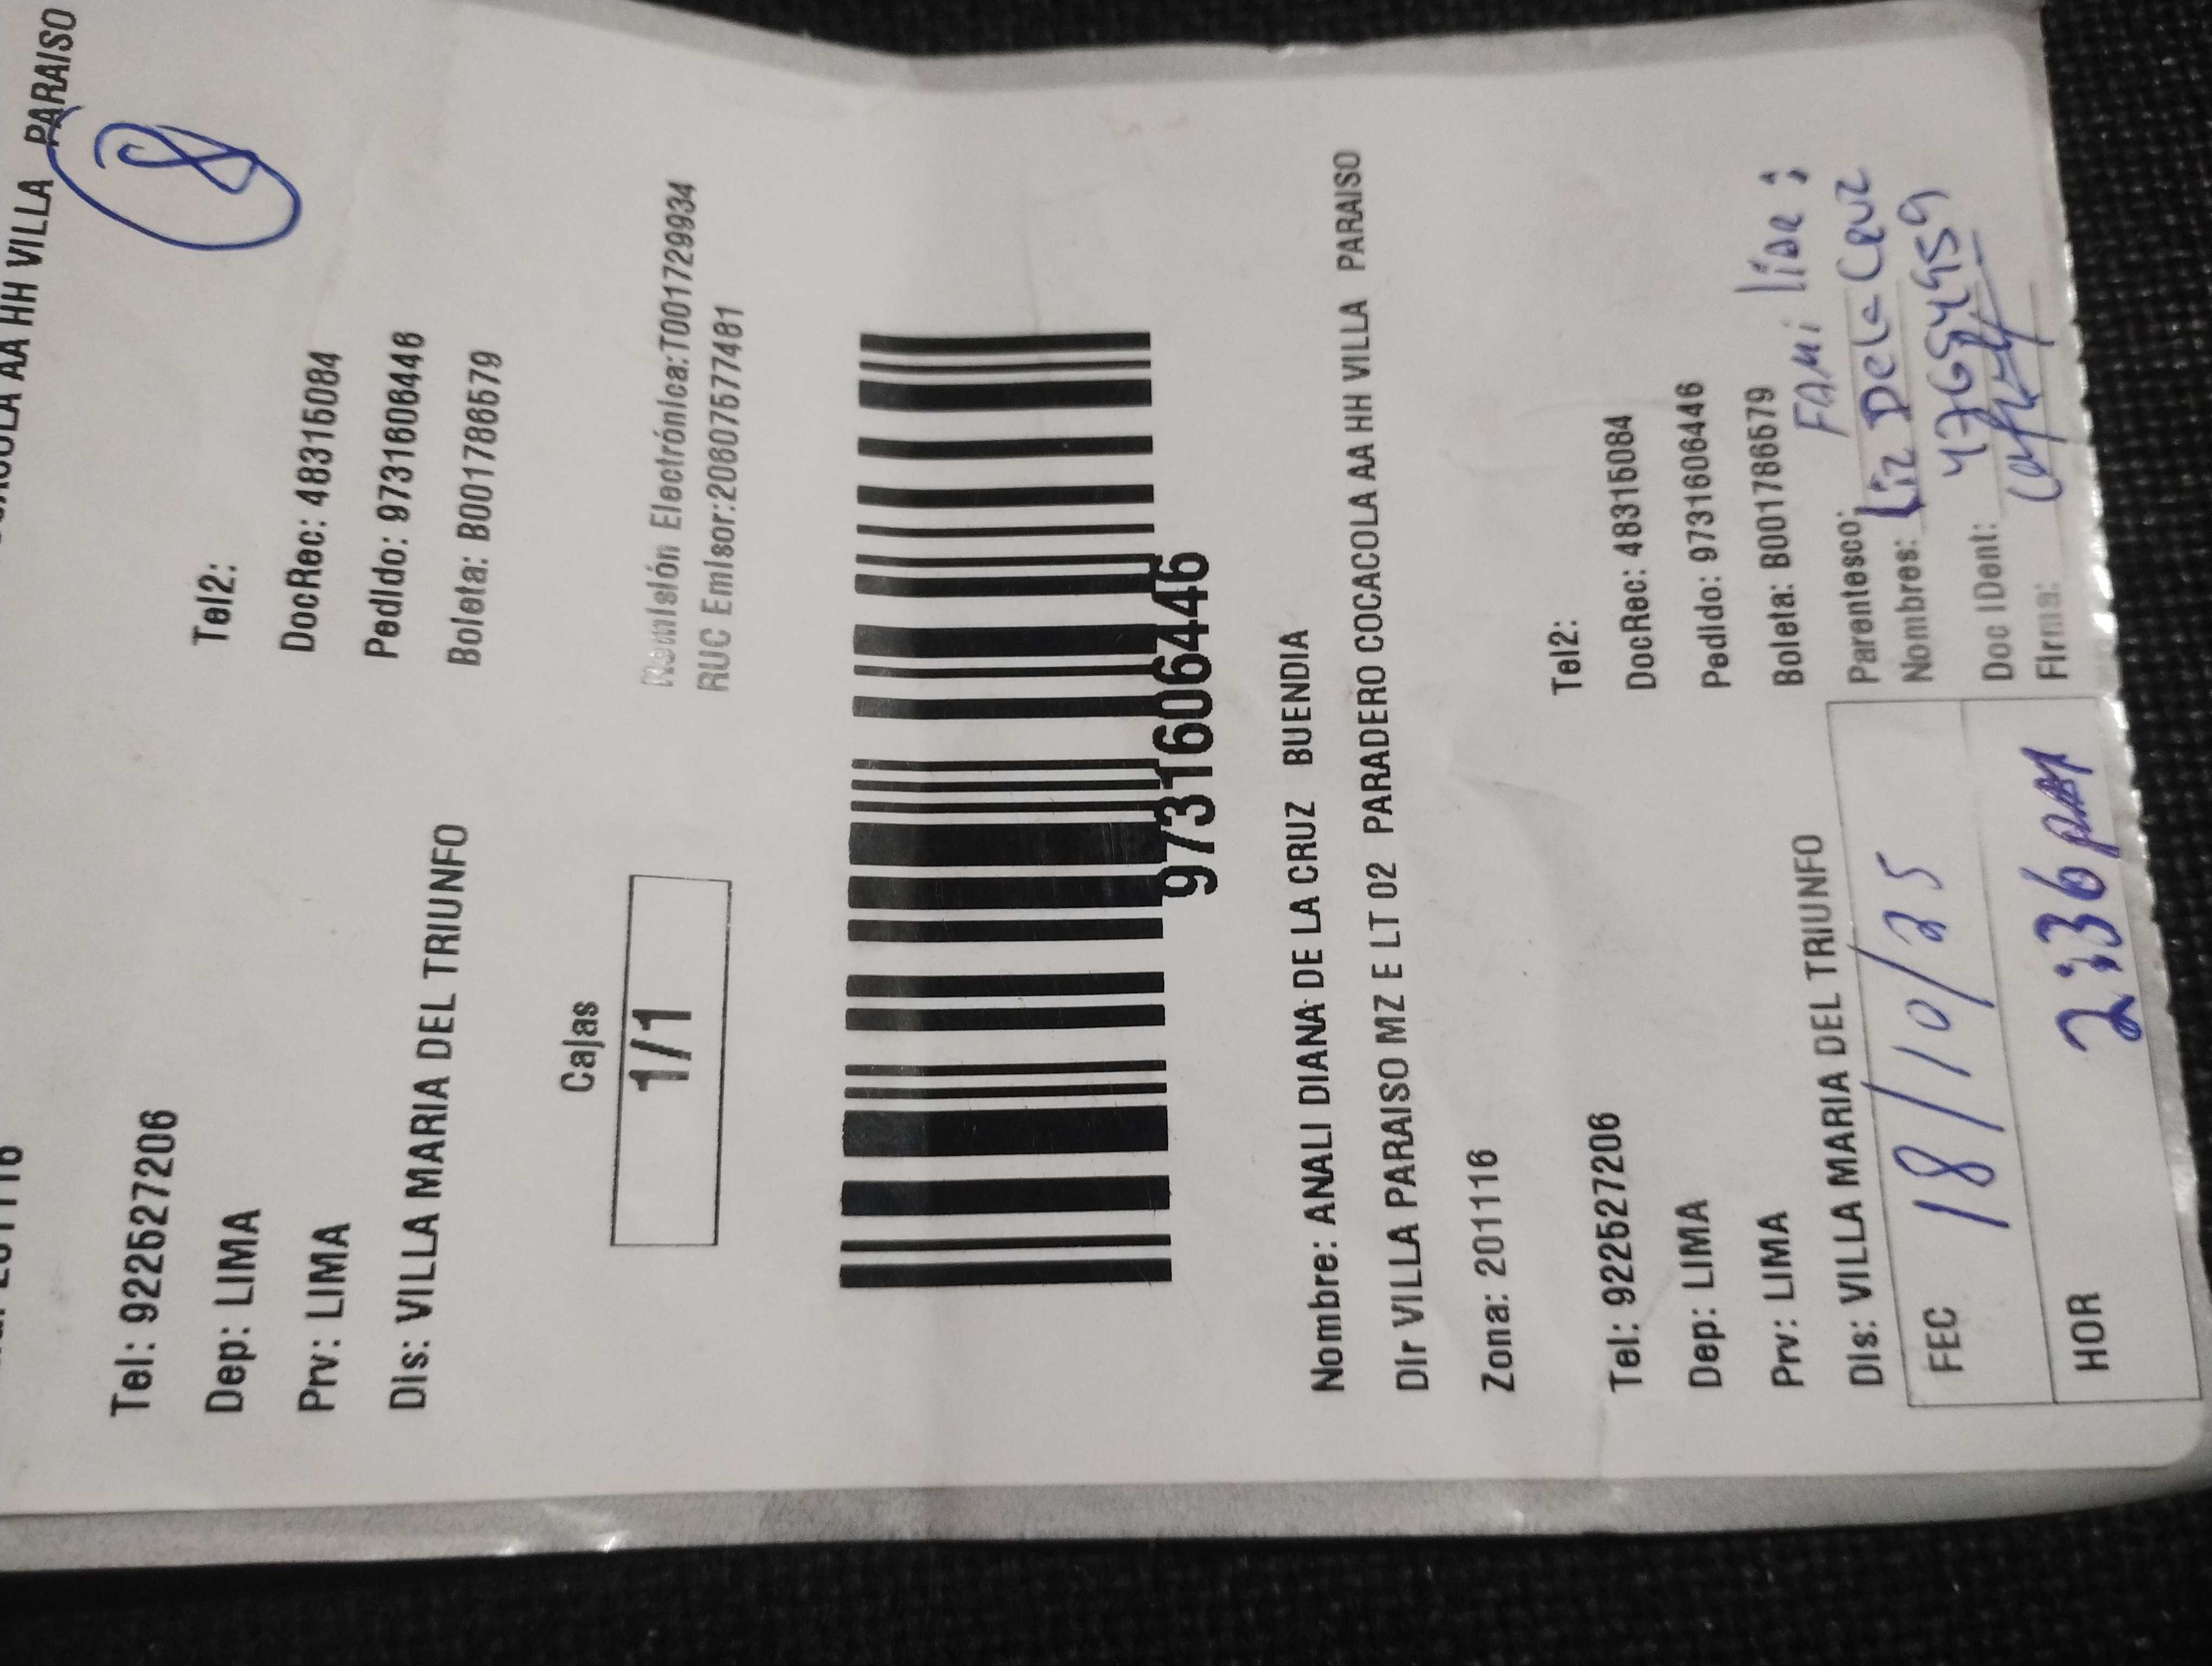 PARADERO COCACOLA AA HH VILLA PARAISO
8
Tel: 922527206 Tel2:
Dep: LIMA DocRec: 48315084
Prv: LIMA Pedido: 9731606446
Dis: VILLA MARIA DEL TRIUNFO Boleta: B001786579
Cajas
1/1
Remisión Electrónica:T001729934
RUC Emisor:20607577481
9731606446
Nombre: ANALI DIANA DE LA CRUZ BUENDIA
Dir VILLA PARAISO MZ E LT 02 PARADERO COCACOLA AA HH VILLA PARAISO
Zona: 201116
Tel: 922527206 Tel2:
Dep: LIMA DocRec: 48315084
Prv: LIMA Pedido: 9731606446
Dis: VILLA MARIA DEL TRIUNFO Boleta: B001786579
FEC 18/10/25
HOR 2:36 pm
Parentesco: FAMiliar:
Nombres: Liz De La Cruz
Doc IDent: 47654959
Firma: